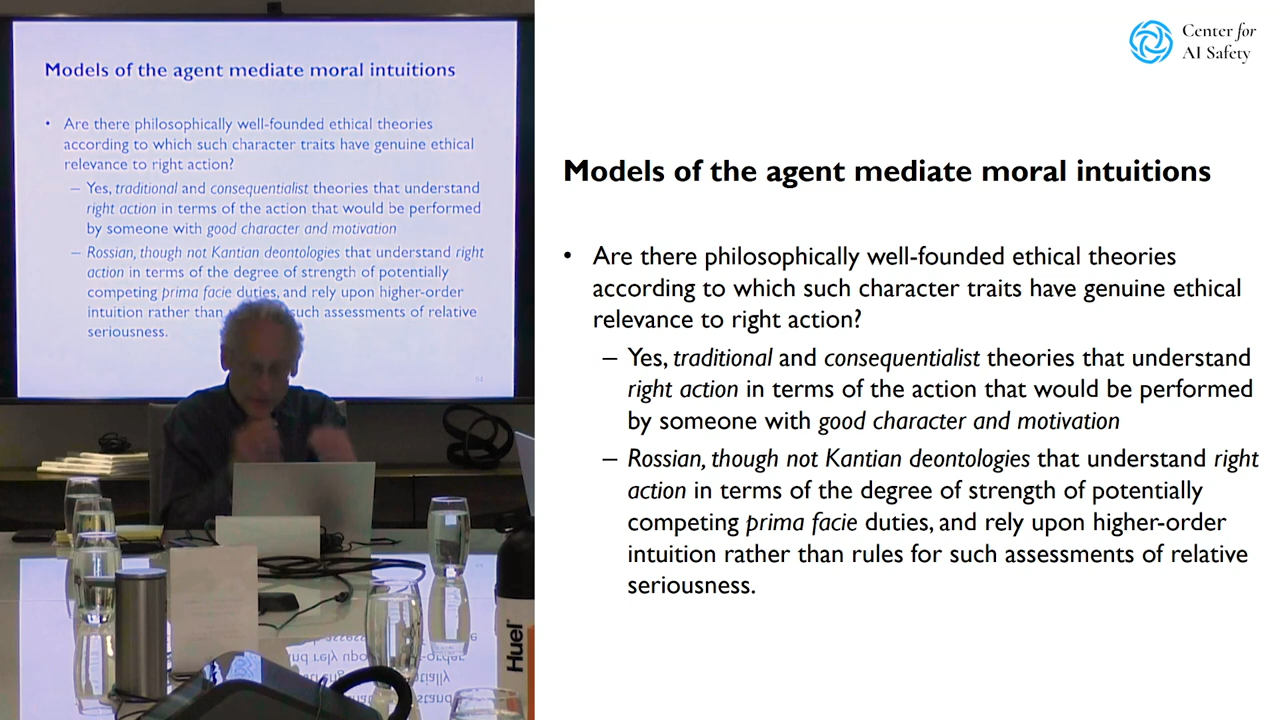 Models of the agent mediate moral intuitions
• Are there philosophically well-founded ethical theories
according to which such character traits have genuine ethical
relevance to right action?
– Yes, traditional and consequentialist theories that understand
right action in terms of the action that would be performed
by someone with good character and motivation
– Rossian, though not Kantian deontologies that understand right
action in terms of the degree of strength of potentially
competing prima facie duties, and rely upon higher-order
intuition rather than such assessments of relative
seriousness.
54
Huel
Center for
AI Safety
Models of the agent mediate moral intuitions
• Are there philosophically well-founded ethical theories
according to which such character traits have genuine ethical
relevance to right action?
– Yes, traditional and consequentialist theories that understand
right action in terms of the action that would be performed
by someone with good character and motivation
– Rossian, though not Kantian deontologies that understand right
action in terms of the degree of strength of potentially
competing prima facie duties, and rely upon higher-order
intuition rather than rules for such assessments of relative
seriousness.